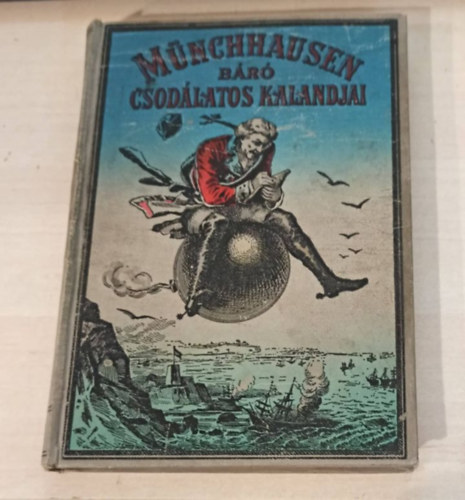 MÜNCHHAUSEN
BÁRÓ
CSODÁLATOS KALANDJAI